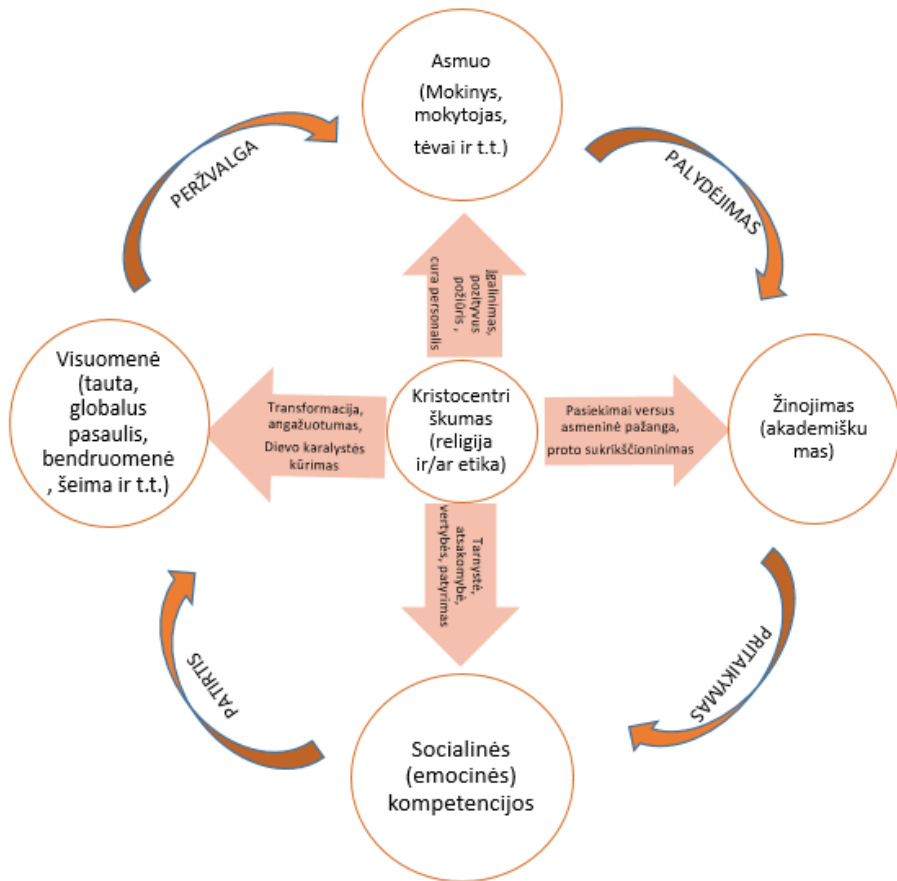 Asmuo
(Mokinys,
mokytojas,
tėvai ir t.t.)
PERŽVALGA
PALYDĖJIMAS
Įgalinimas,
pozityvus
požiūris ,
cura personalis
Visuomenė
(tauta,
globalus
pasaulis,
bendruomenė
, šeima ir t.t.)
Transformacija,
angažuotumas,
Dievo karalystės
kūrimas
Kristocentri
škumas
(religija
ir/ar etika)
Pasiekimai versus
asmeninė pažanga,
proto sukrikščioninimas
Žinojimas
(akademišku
mas)
Tarnystė,
atsakomybė,
vertybės, patyrimas
PATIRTIS
PRITAIKYMAS
Socialinės
(emocinės)
kompetencijos